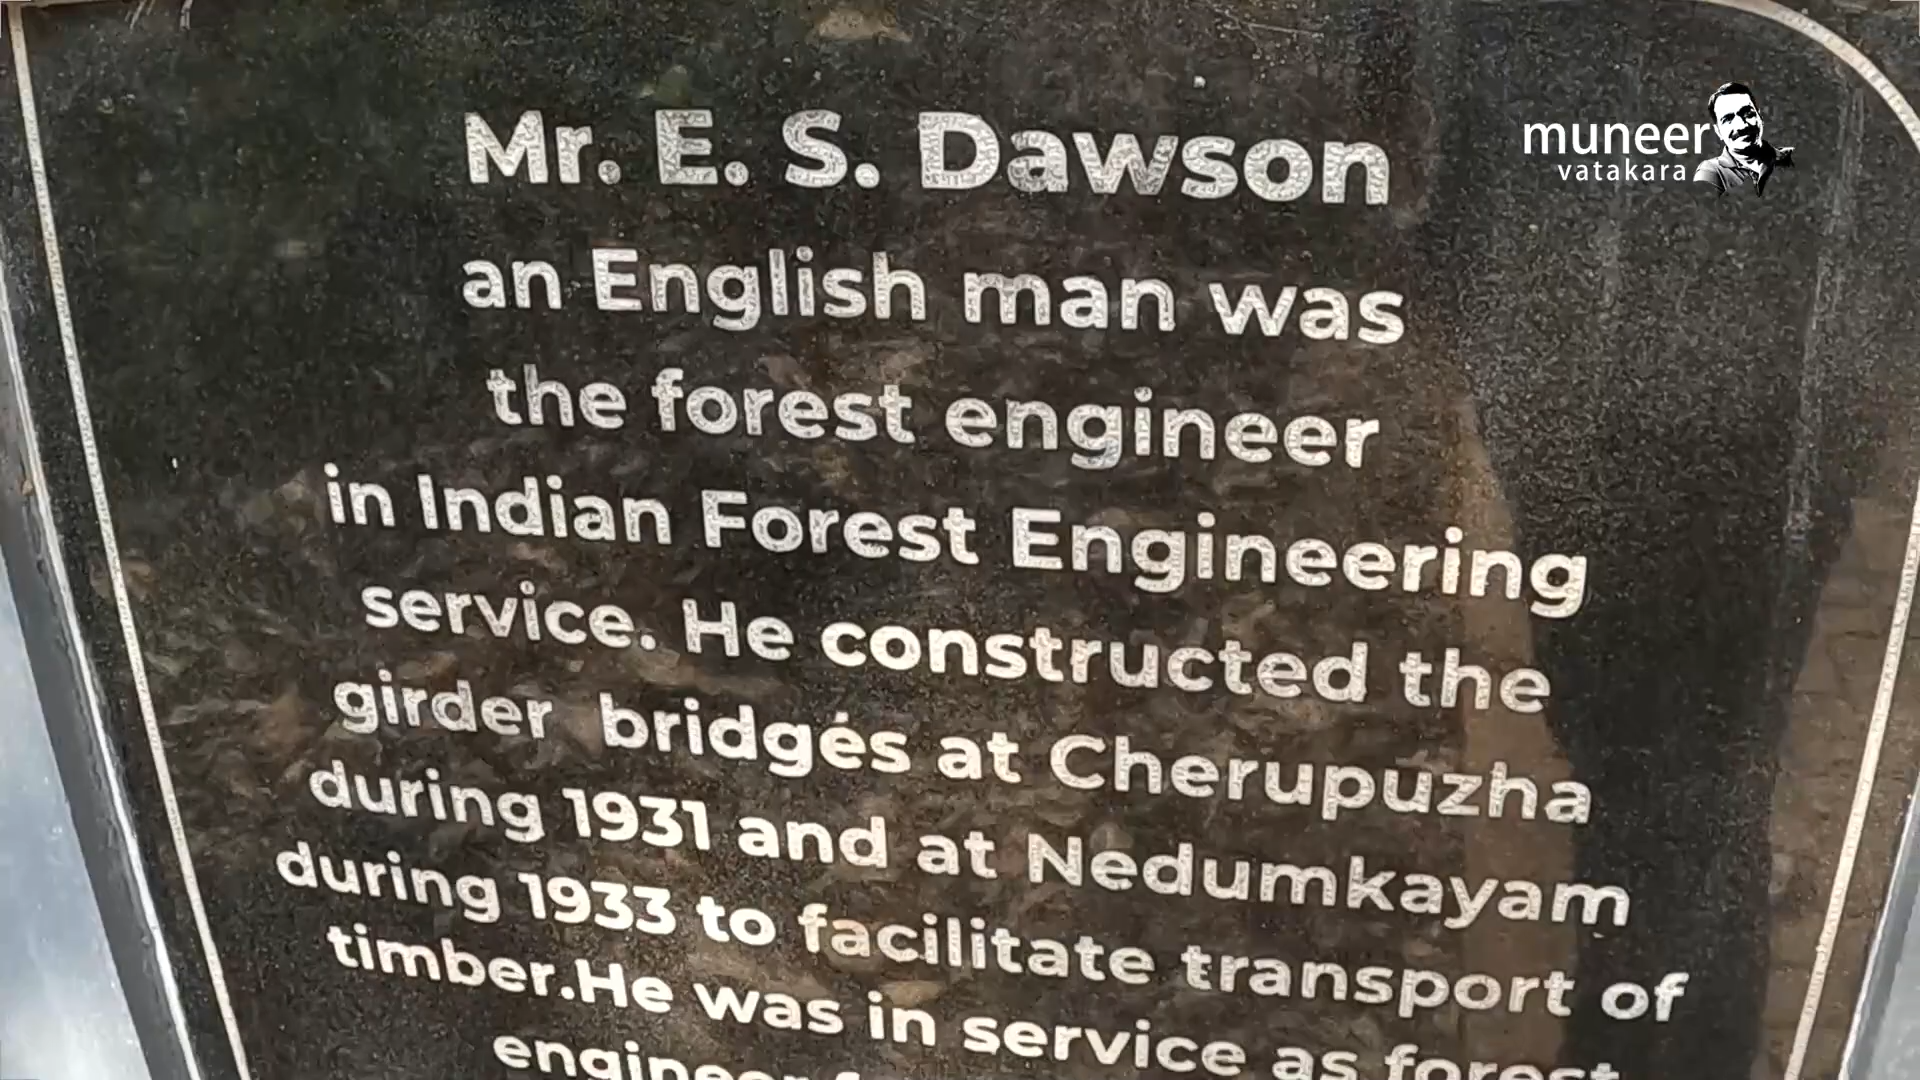 muneer
vatakara
Mr. E. S. Dawson
an English man was
the forest engineer
in Indian Forest Engineering
service. He constructed the
girder bridges at Cherupuzha
during 1931 and at Nedumkayam
during 1933 to facilitate transport of
timber.He was in service as forest
engineer